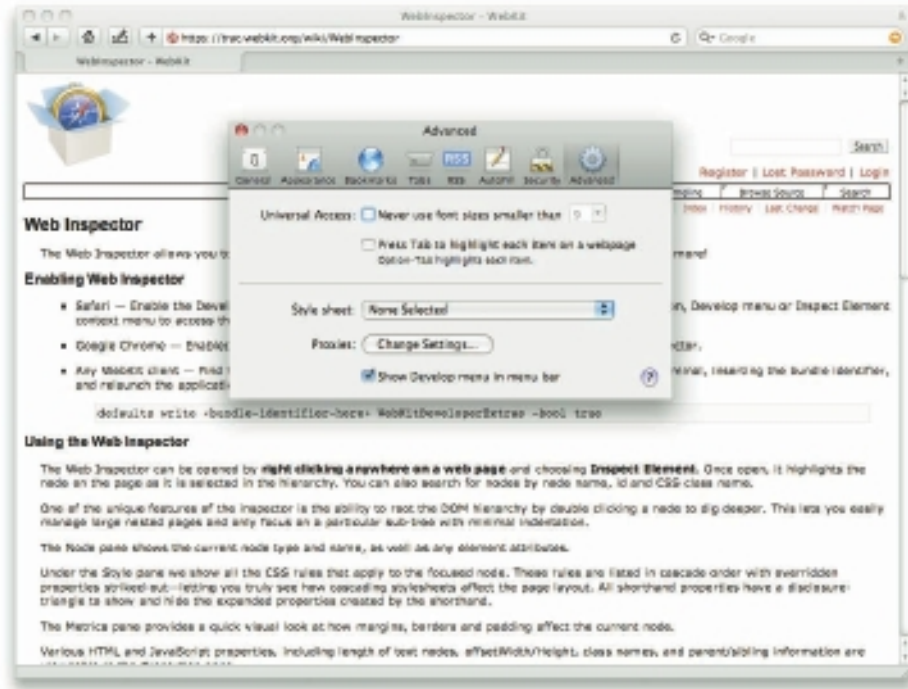 WebInspector – WebKit
https://trac.webkit.org/wiki/WebInspector
Google
WebInspector – WebKit
Search
Register | Lost Password | Login
Timeline Browse Source Search
Index History Last Change Watch Page
Advanced
General Appearance Bookmarks Tabs RSS AutoFill Security Advanced
Universal Access: Never use font sizes smaller than 9
Press Tab to highlight each item on a webpage
Option-Tab highlights each item.
Style sheet: None Selected
Proxies: Change Settings...
Show Develop menu in menu bar
?
Web Inspector
The Web Inspector allows you to more!
Enabling Web Inspector
• Safari — Enable the Devel on, Develop menu or Inspect Element
context menu to access th
• Google Chrome — Enable
• Any WebKit client — Find inserting the bundle identifier,
and relaunch the applicati
defaults write <bundle-identifier-here> WebKitDeveloperExtras -bool true
Using the Web Inspector
The Web Inspector can be opened by right clicking anywhere on a web page and choosing Inspect Element. Once open, it highlights the
node on the page as it is selected in the hierarchy. You can also search for nodes by node name, id and CSS class name.
One of the unique features of the inspector is the ability to root the DOM hierarchy by double clicking a node to dig deeper. This lets you easily
manage large nested pages and only focus on a particular sub-tree with minimal indentation.
The Node pane shows the current node type and name, as well as any element attributes.
Under the Style pane we show all the CSS rules that apply to the focused node. These rules are listed in cascade order with overridden
properties striked-out—letting you truly see how cascading stylesheets affect the page layout. All shorthand properties have a disclosure-
triangle to show and hide the expanded properties created by the shorthand.
The Metrics pane provides a quick visual look at how margins, borders and padding affect the current node.
Various HTML and JavaScript properties, including length of text nodes, offsetWidth/Height, class names, and parent/sibling information are